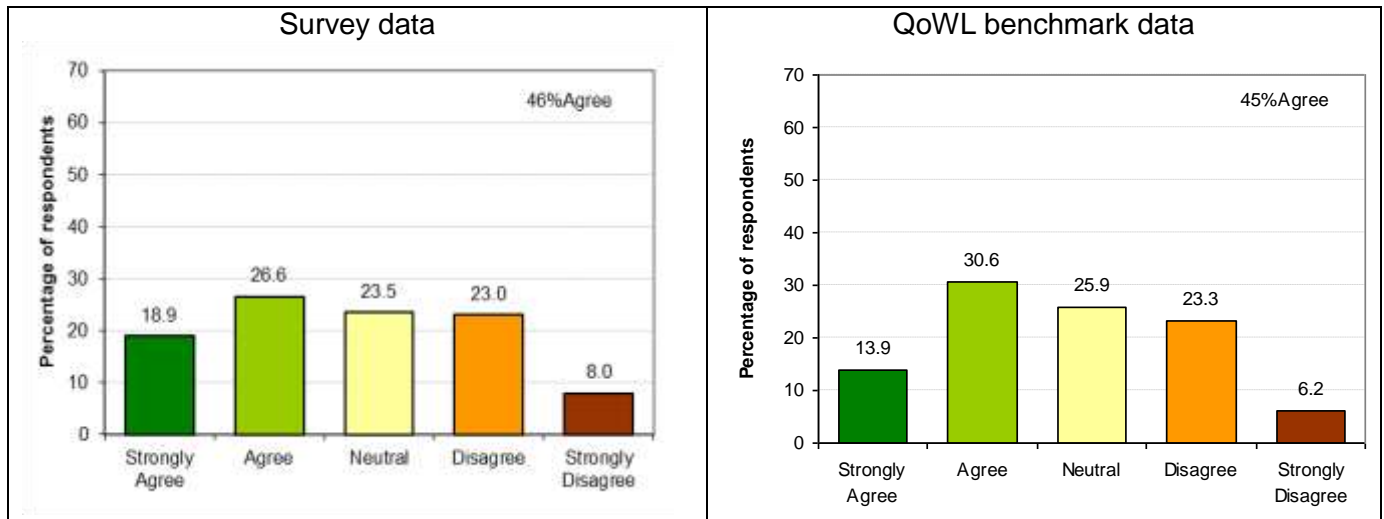 Survey data
70
60
50
40
30
20
10
0
Percentage of respondents
46%Agree
18.9
26.6
23.5
23.0
8.0
Strongly
Agree
Agree
Neutral
Disagree
Strongly
Disagree
QoWL benchmark data
70
60
50
40
30
20
10
0
Percentage of respondents
45%Agree
13.9
30.6
25.9
23.3
6.2
Strongly
Agree
Agree
Neutral
Disagree
Strongly
Disagree